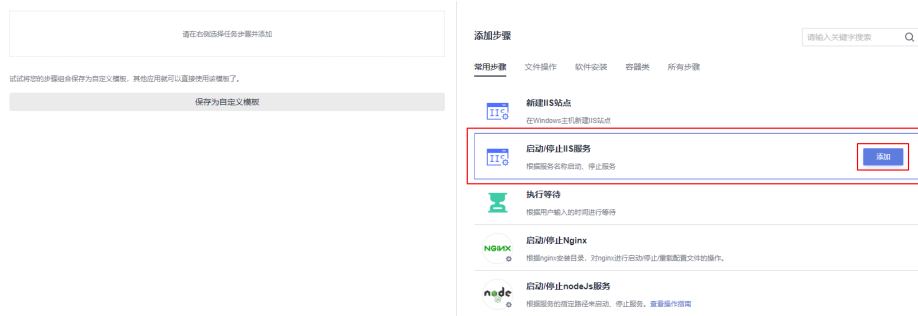 请在右侧选择任务步骤并添加
试试将您的步骤组合保存为自定义模板，其他应用就可以直接使用该模板了。
保存为自定义模板
添加步骤
请输入关键字搜索
常用步骤 文件操作 软件安装 容器类 所有步骤
IIS
新建IIS站点
在Windows主机新建IIS站点
IIS
启动/停止IIS服务
根据服务名称启动、停止服务
添加
执行等待
根据用户输入的时间进行等待
NGINX
启动/停止Nginx
根据nginx安装目录，对nginx进行启动/停止/重载配置文件的操作。
node
启动/停止nodeJs服务
根据服务的指定路径来启动、停止服务。查看操作指南